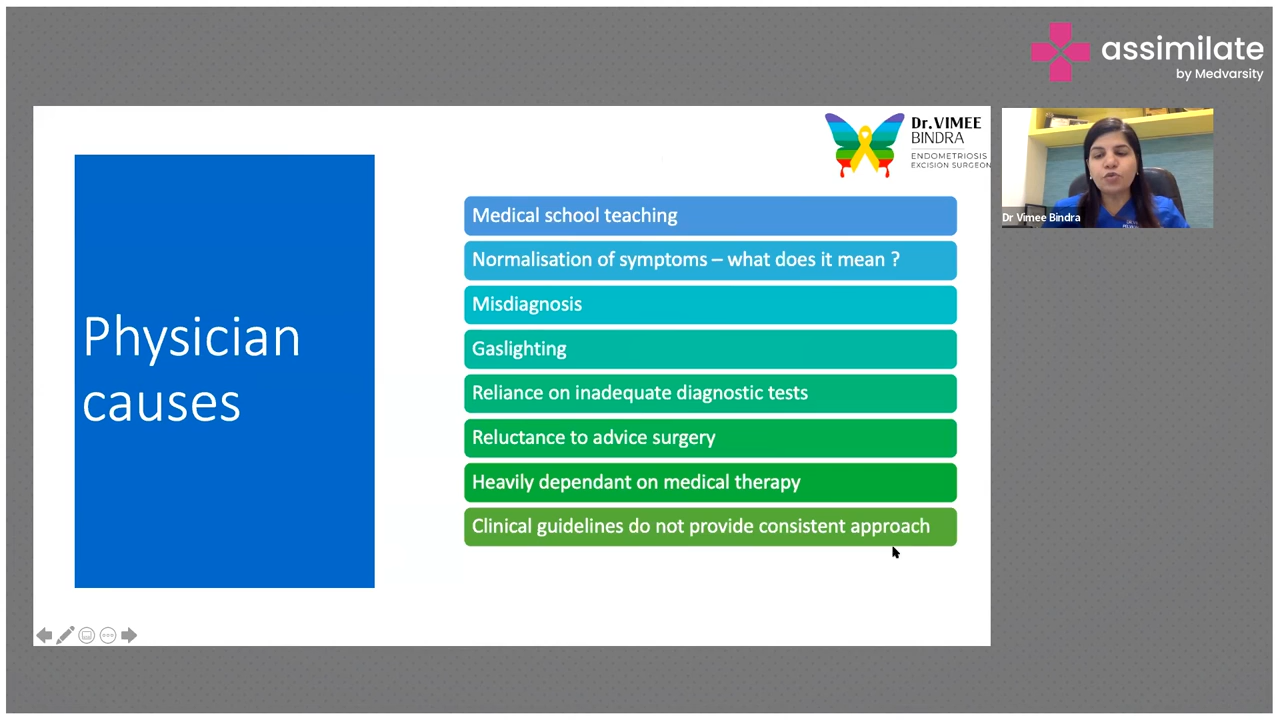 assimilate
by Medvarsity
Dr.VIMEE
BINDRA
ENDOMETRIOSIS
EXCISION SURGEON
Dr Vimee Bindra
Physician
causes
Medical school teaching
Normalisation of symptoms – what does it mean ?
Misdiagnosis
Gaslighting
Reliance on inadequate diagnostic tests
Reluctance to advice surgery
Heavily dependant on medical therapy
Clinical guidelines do not provide consistent approach